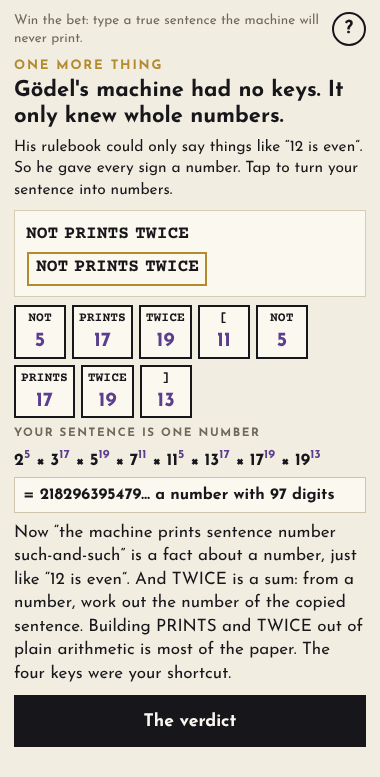 Win the bet: type a true sentence the machine will
never print.
?
ONE MORE THING
Gödel's machine had no keys. It
only knew whole numbers.
His rulebook could only say things like “12 is even”.
So he gave every sign a number. Tap to turn your
sentence into numbers.
NOT PRINTS TWICE
NOT PRINTS TWICE
NOT PRINTS TWICE [ NOT
5 17 19 11 5
PRINTS TWICE ]
17 19 13
YOUR SENTENCE IS ONE NUMBER
2⁵ × 3¹⁷ × 5¹⁹ × 7¹¹ × 11⁵ × 13¹⁷ × 17¹⁹ × 19¹³
= 218296395479… a number with 97 digits
Now “the machine prints sentence number
such-and-such” is a fact about a number, just
like “12 is even”. And TWICE is a sum: from a
number, work out the number of the copied
sentence. Building PRINTS and TWICE out of
plain arithmetic is most of the paper. The
four keys were your shortcut.
The verdict